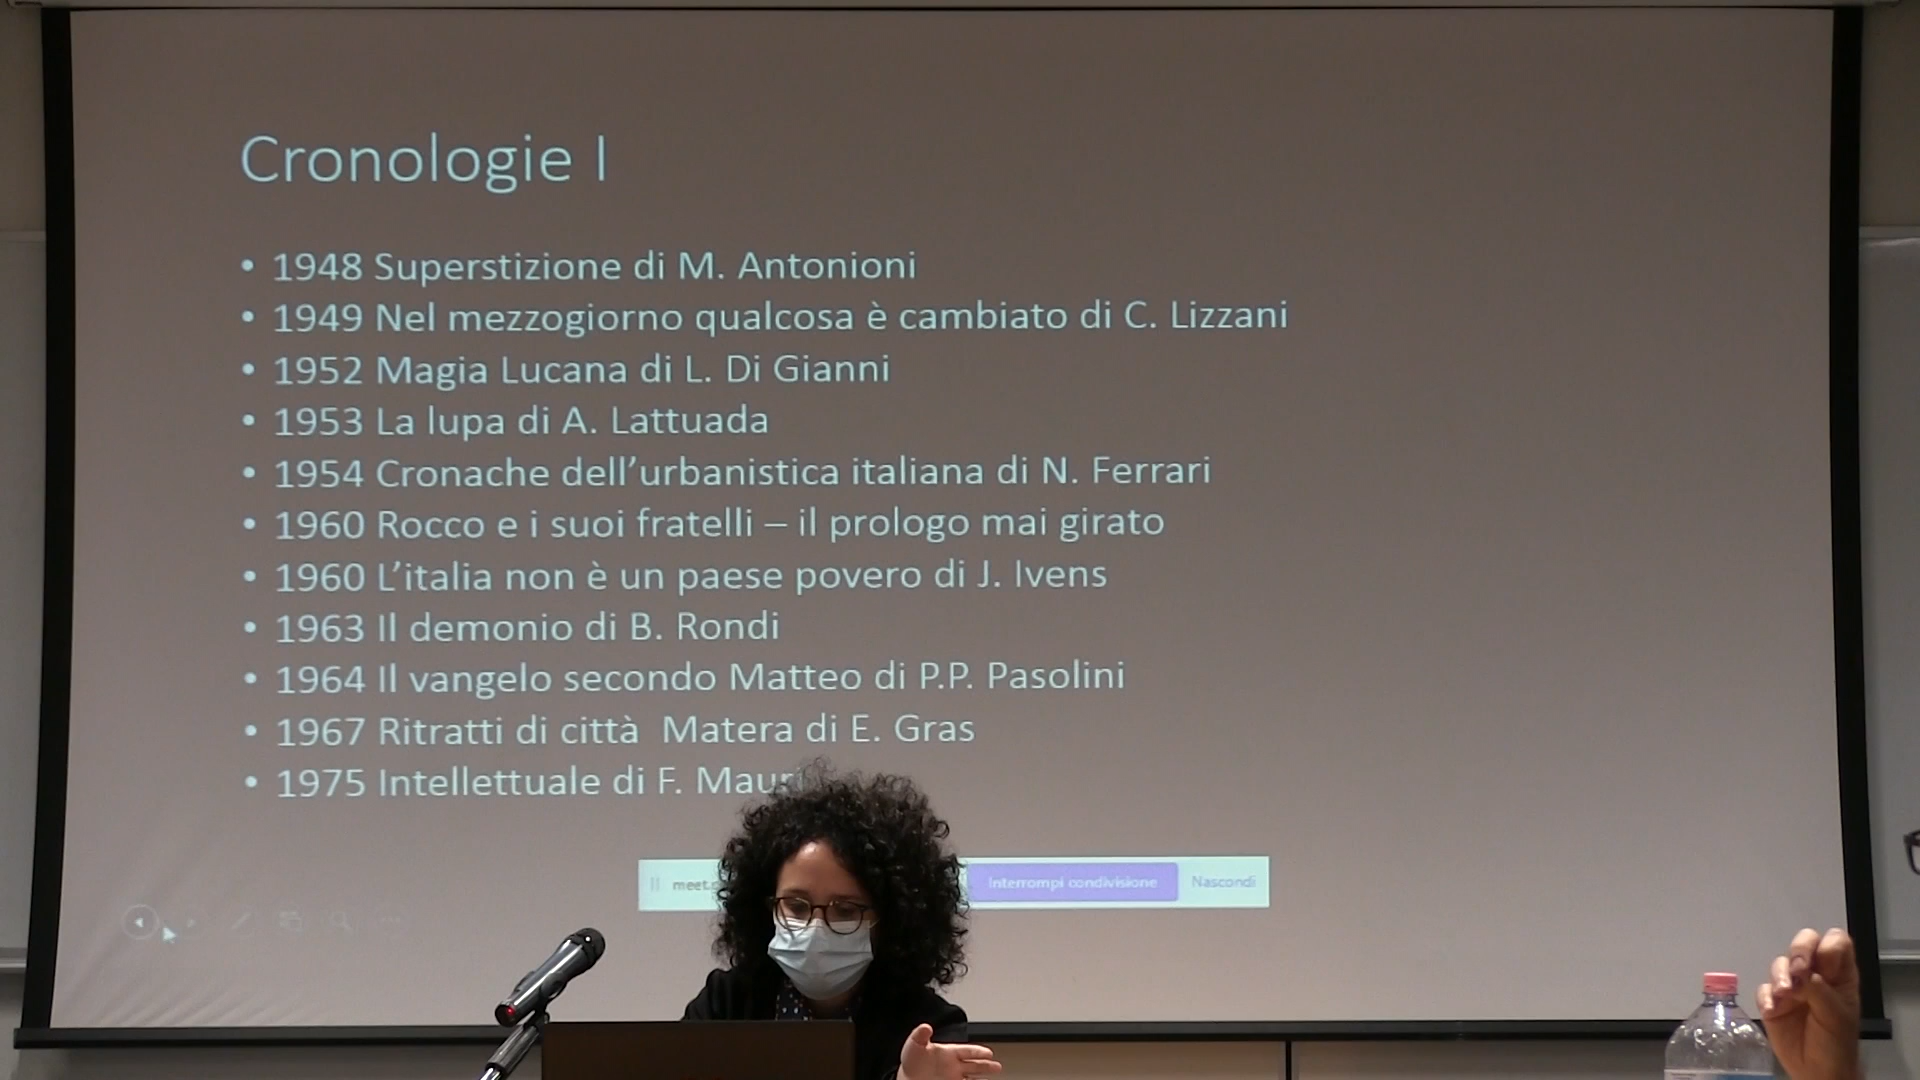 Cronologie I
• 1948 Superstizione di M. Antonioni
• 1949 Nel mezzogiorno qualcosa è cambiato di C. Lizzani
• 1952 Magia Lucana di L. Di Gianni
• 1953 La lupa di A. Lattuada
• 1954 Cronache dell’urbanistica italiana di N. Ferrari
• 1960 Rocco e i suoi fratelli – il prologo mai girato
• 1960 L’italia non è un paese povero di J. Ivens
• 1963 Il demonio di B. Rondi
• 1964 Il vangelo secondo Matteo di P.P. Pasolini
• 1967 Ritratti di città Matera di E. Gras
• 1975 Intellettuale di F. Mauri
meet. Interrompi condivisione Nascondi